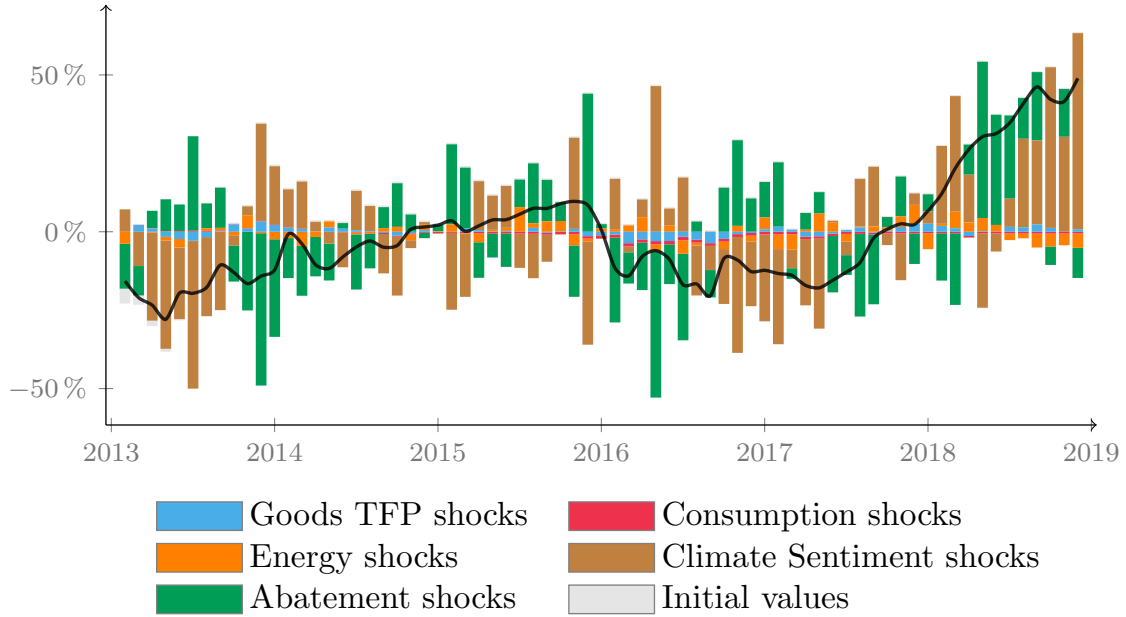 50 %
0 %
−50 %
2013 2014 2015 2016 2017 2018 2019
Goods TFP shocks Consumption shocks
Energy shocks Climate Sentiment shocks
Abatement shocks Initial values